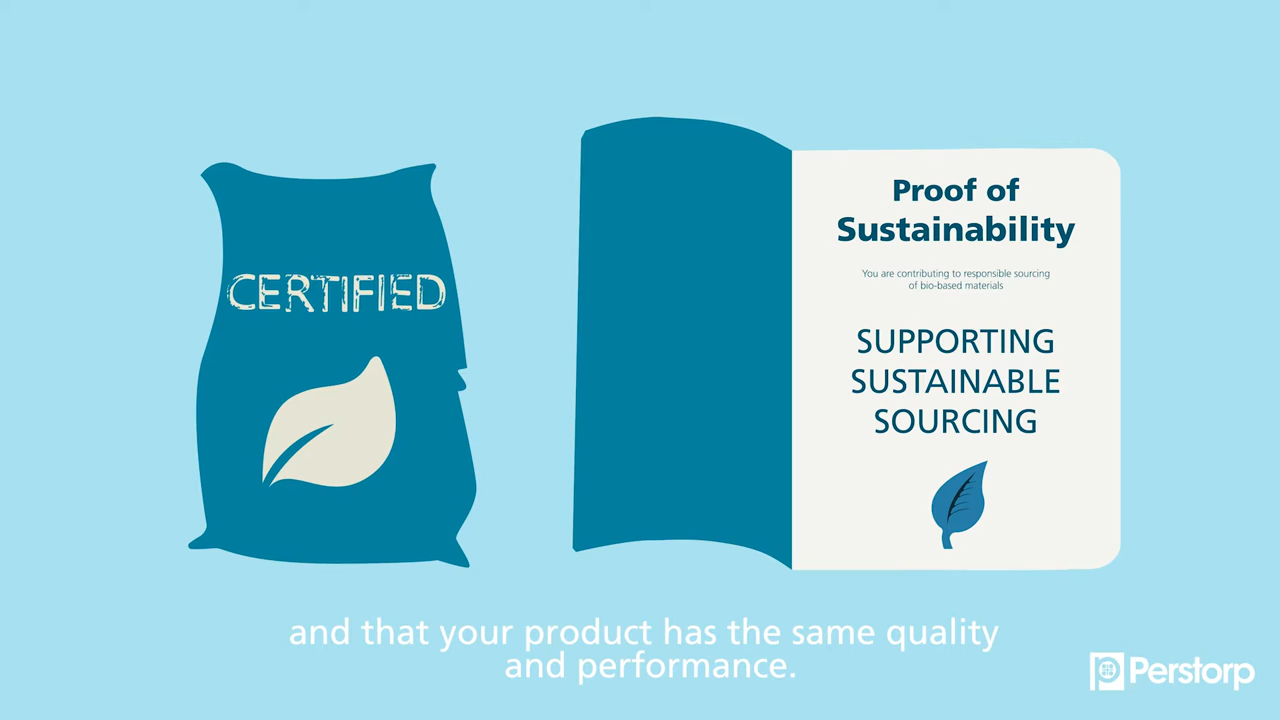 CERTIFIED
Proof of
Sustainability
You are contributing to responsible sourcing
of bio-based materials
SUPPORTING
SUSTAINABLE
SOURCING
and that your product has the same quality
and performance.
Perstorp